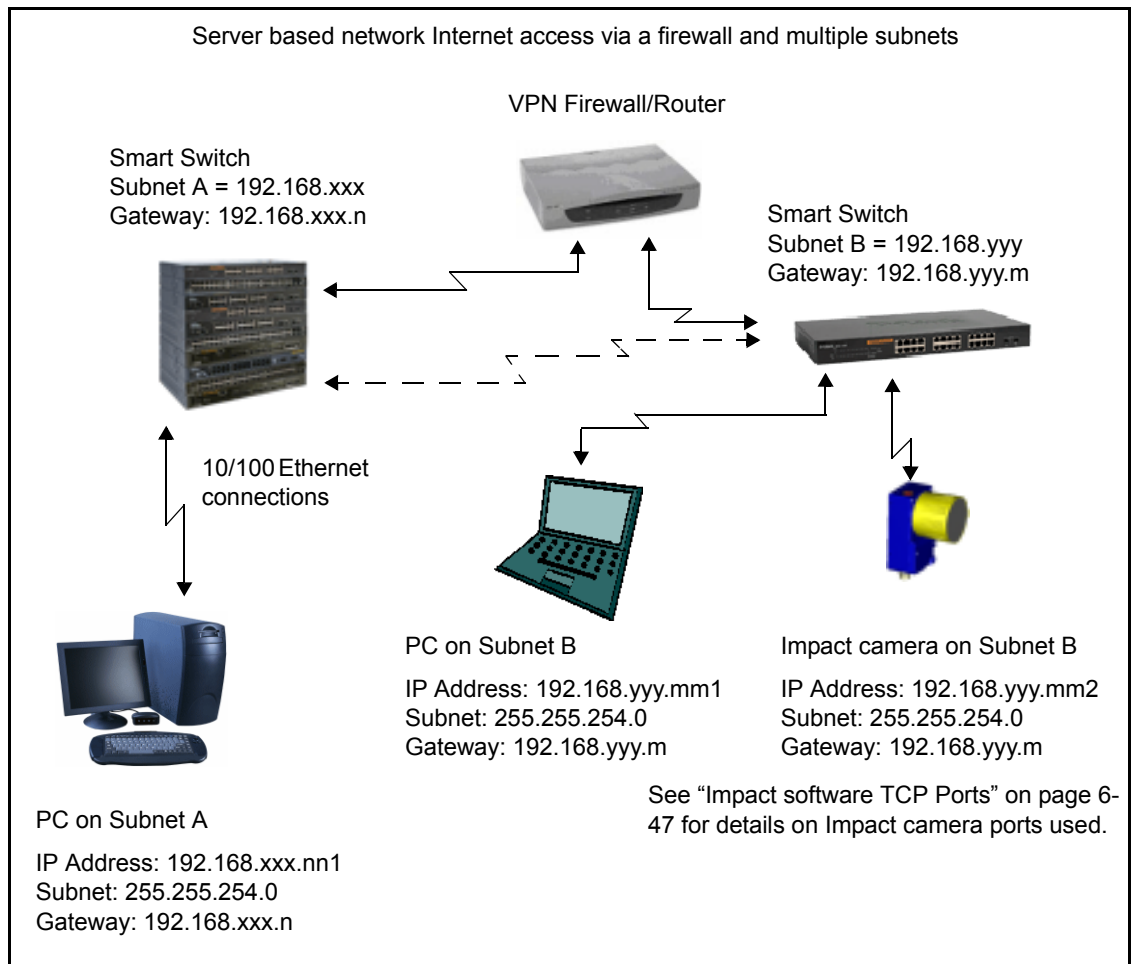 Server based network Internet access via a firewall and multiple subnets
VPN Firewall/Router
Smart Switch
Subnet A = 192.168.xxx
Gateway: 192.168.xxx.n
Smart Switch
Subnet B = 192.168.yyy
Gateway: 192.168.yyy.m
10/100 Ethernet
connections
PC on Subnet B
IP Address: 192.168.yyy.mm1
Subnet: 255.255.254.0
Gateway: 192.168.yyy.m
Impact camera on Subnet B
IP Address: 192.168.yyy.mm2
Subnet: 255.255.254.0
Gateway: 192.168.yyy.m
See “Impact software TCP Ports” on page 6-
47 for details on Impact camera ports used.
PC on Subnet A
IP Address: 192.168.xxx.nn1
Subnet: 255.255.254.0
Gateway: 192.168.xxx.n